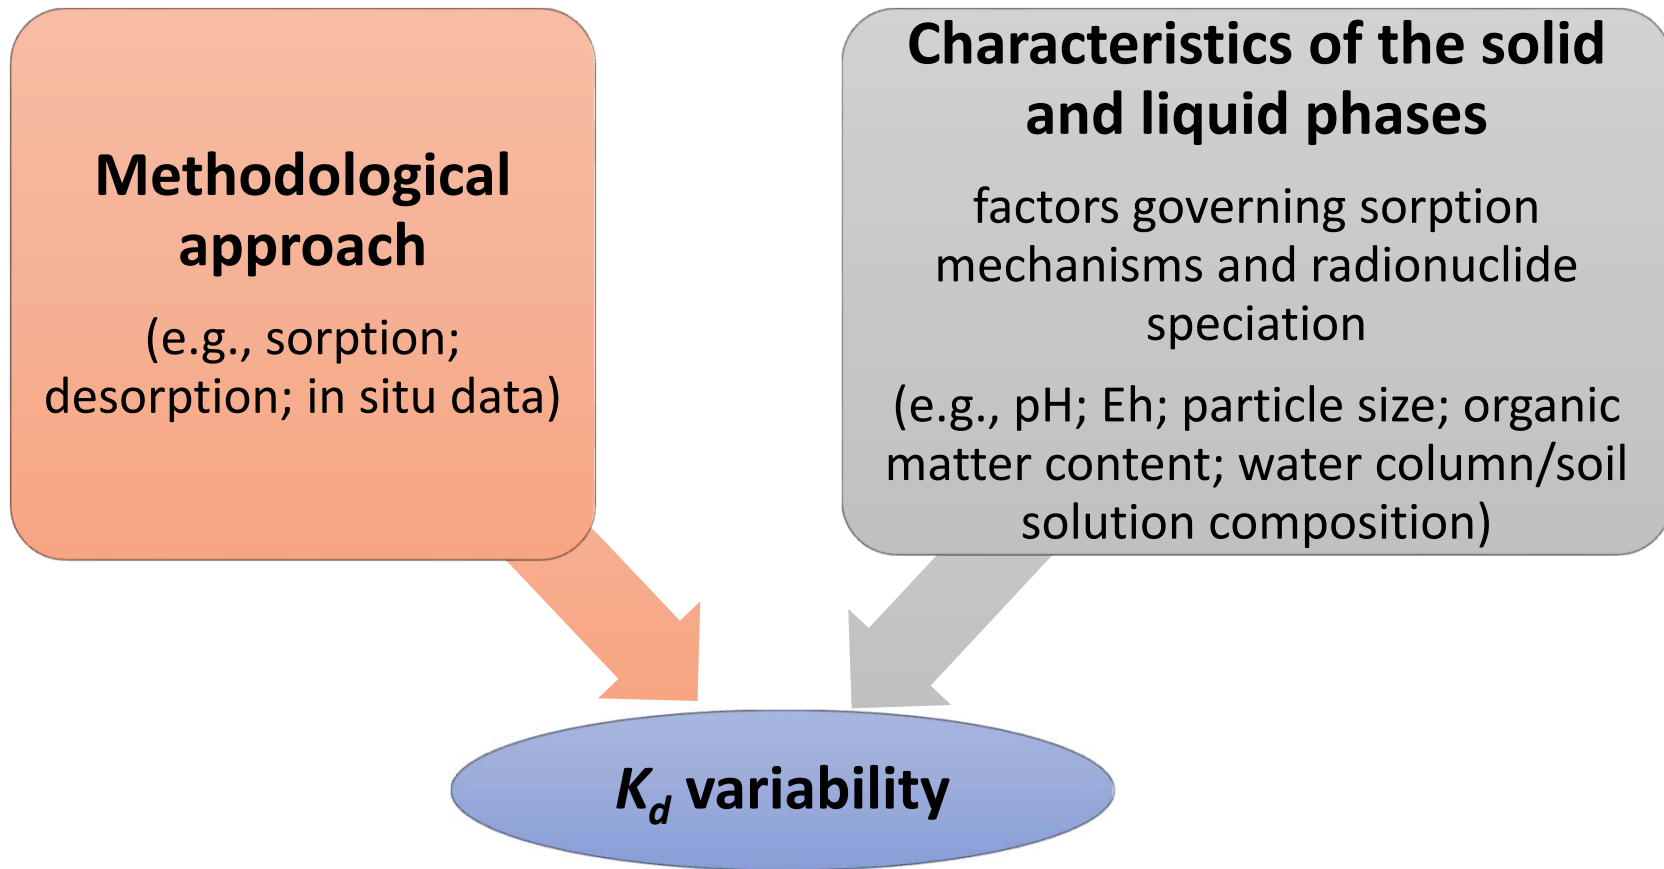 Methodological
approach
(e.g., sorption;
desorption; in situ data)
Characteristics of the solid
and liquid phases
factors governing sorption
mechanisms and radionuclide
speciation
(e.g., pH; Eh; particle size; organic
matter content; water column/soil
solution composition)
Kd variability